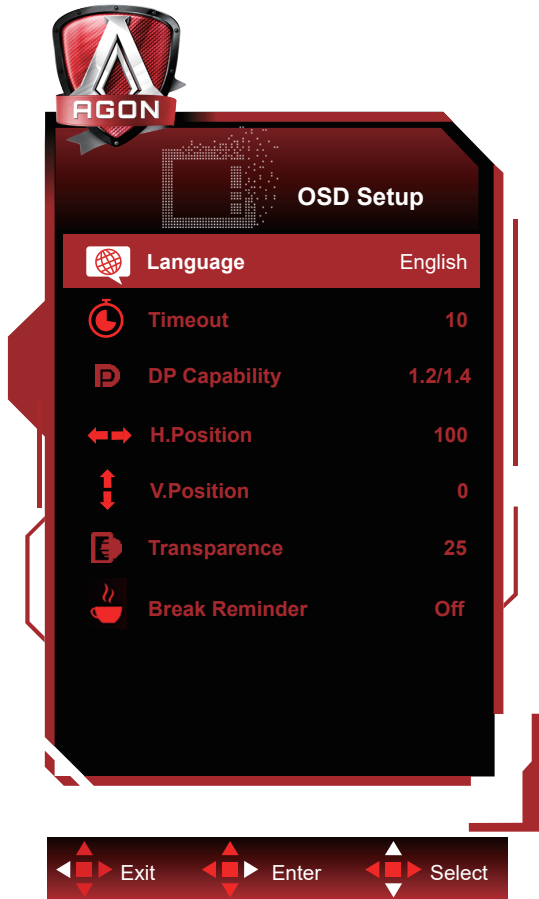 AGON
OSD Setup
Language English
Timeout 10
DP Capability 1.2/1.4
H.Position 100
V.Position 0
Transparence 25
Break Reminder Off
Exit Enter Select